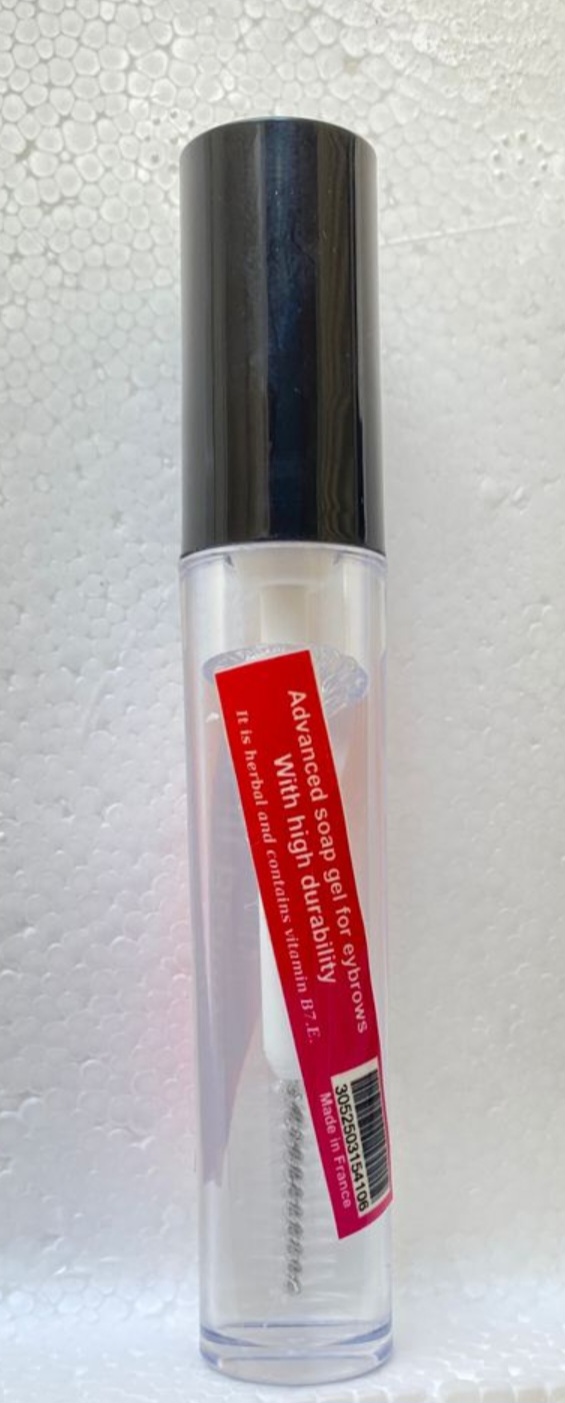 Advanced soap gel for eybrows
With high durability
It is herbal and contains vitamin B7.E.
3052503154106
Made in France